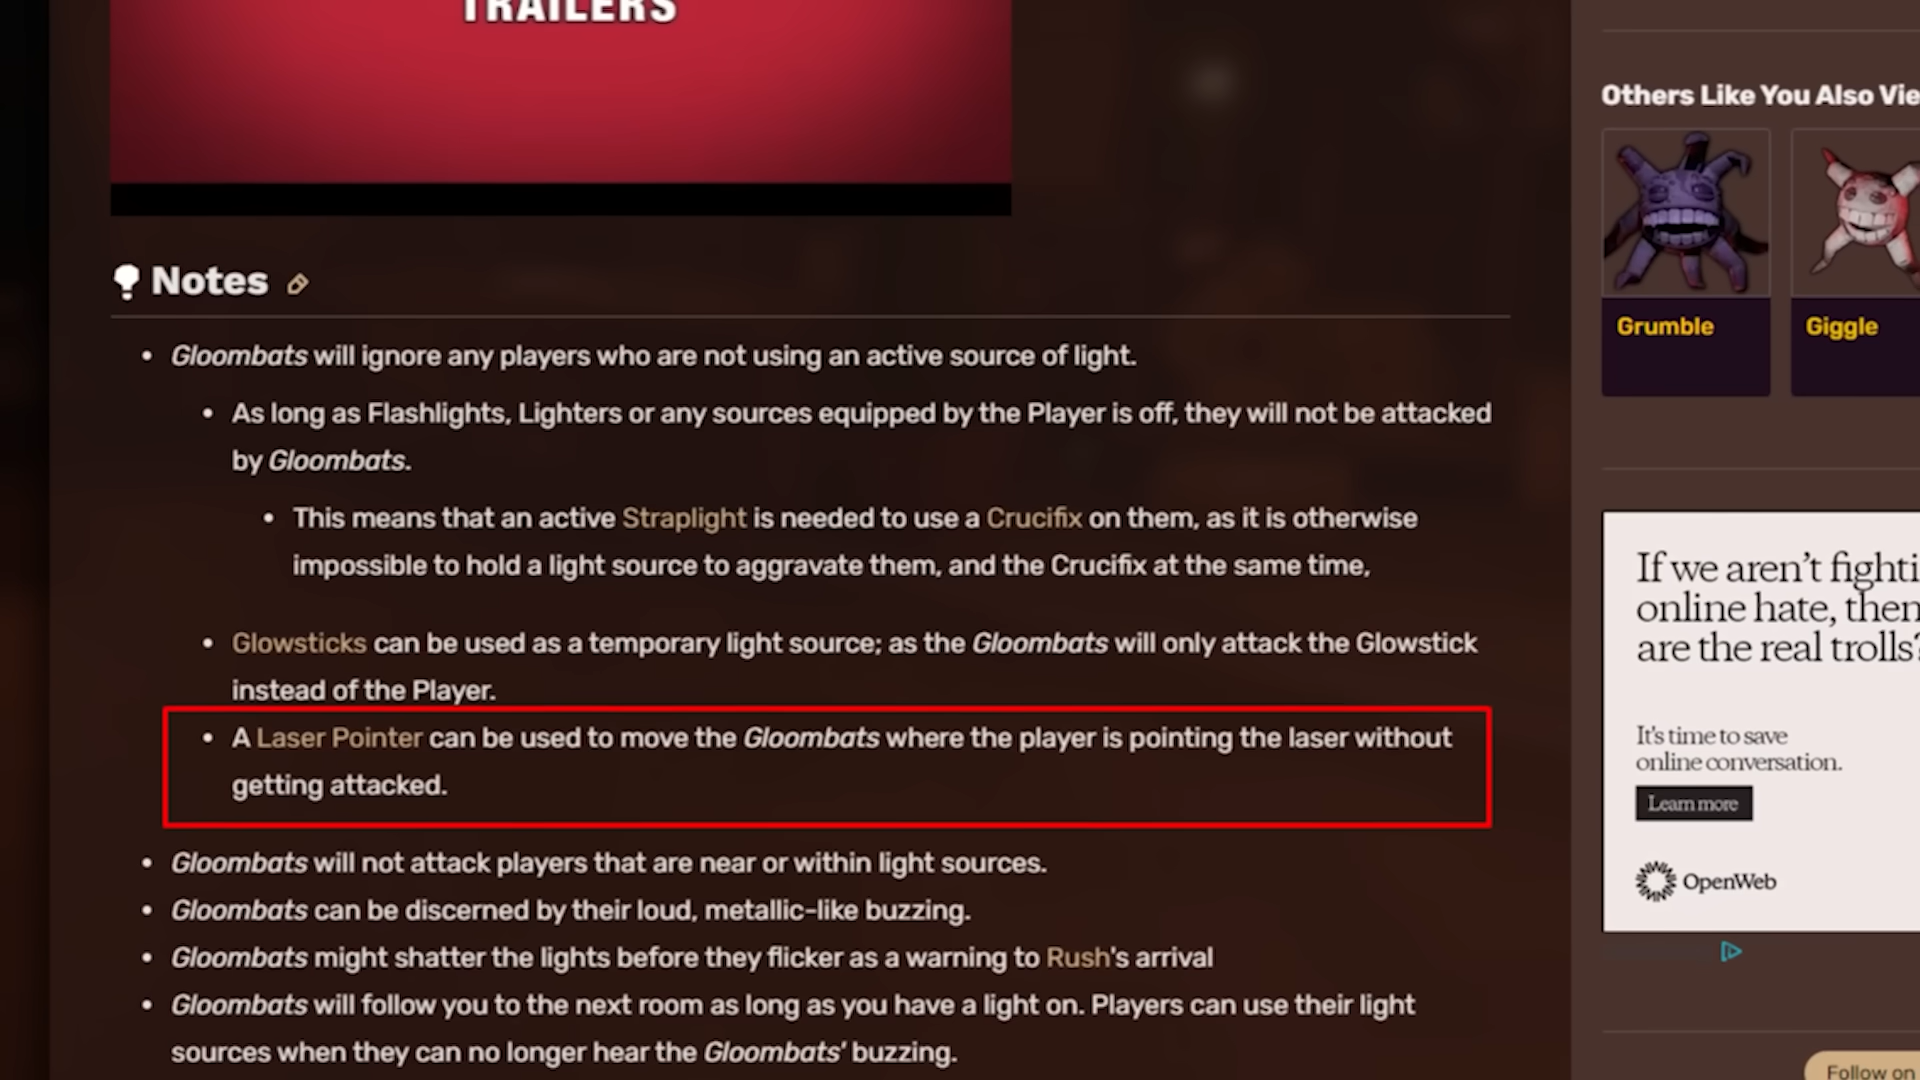 TRAILERS
Notes
Gloombats will ignore any players who are not using an active source of light.
As long as Flashlights, Lighters or any sources equipped by the Player is off, they will not be attacked
by Gloombats.
This means that an active Straplight is needed to use a Crucifix on them, as it is otherwise
impossible to hold a light source to aggravate them, and the Crucifix at the same time,
Glowsticks can be used as a temporary light source; as the Gloombats will only attack the Glowstick
instead of the Player.
A Laser Pointer can be used to move the Gloombats where the player is pointing the laser without
getting attacked.
Gloombats will not attack players that are near or within light sources.
Gloombats can be discerned by their loud, metallic-like buzzing.
Gloombats might shatter the lights before they flicker as a warning to Rush's arrival
Gloombats will follow you to the next room as long as you have a light on. Players can use their light
sources when they can no longer hear the Gloombats' buzzing.
Others Like You Also Vie
Grumble
Giggle
If we aren't fighti
online hate, then
are the real trolls?
It's time to save
online conversation.
Learn more
OpenWeb
Follow on